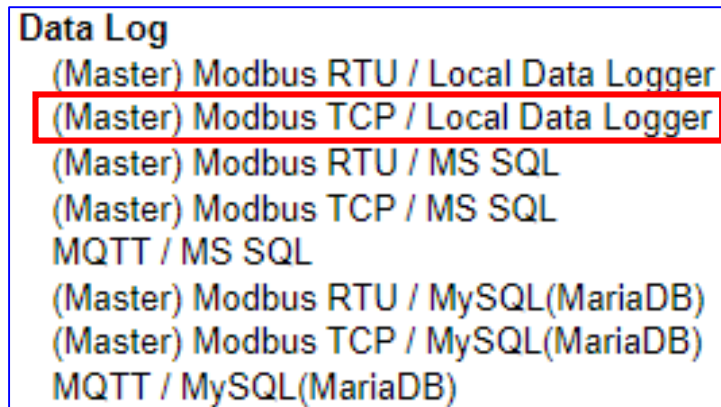 Data Log
(Master) Modbus RTU / Local Data Logger
(Master) Modbus TCP / Local Data Logger
(Master) Modbus RTU / MS SQL
(Master) Modbus TCP / MS SQL
MQTT / MS SQL
(Master) Modbus RTU / MySQL(MariaDB)
(Master) Modbus TCP / MySQL(MariaDB)
MQTT / MySQL(MariaDB)